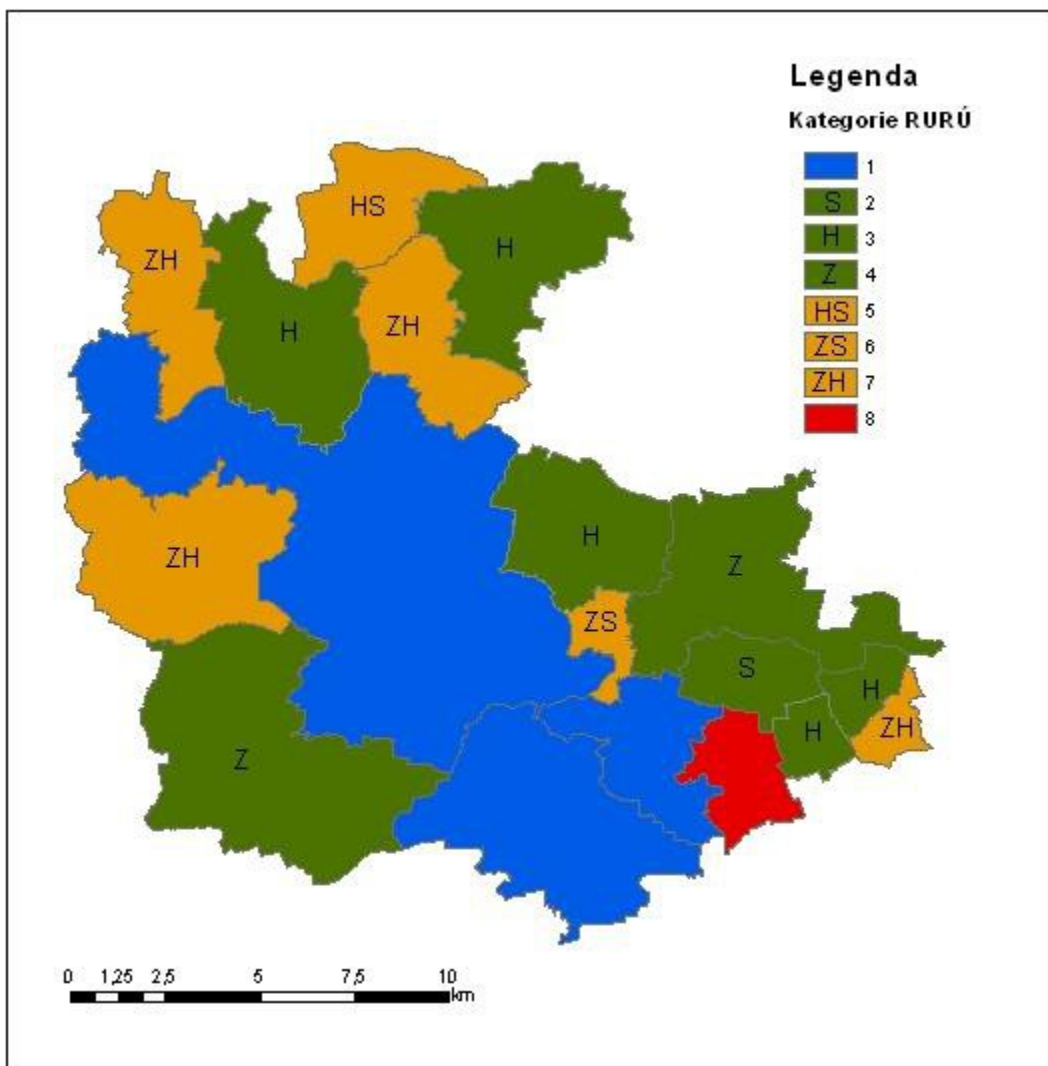 Legenda
Kategorie RURÚ
1
S 2
H 3
Z 4
HS 5
ZS 6
ZH 7
8
HS
ZH
H
H
ZH
H
ZH
Z
ZS
S
H
ZH
H
Z
0 1,25 2,5 5 7,5 10
km